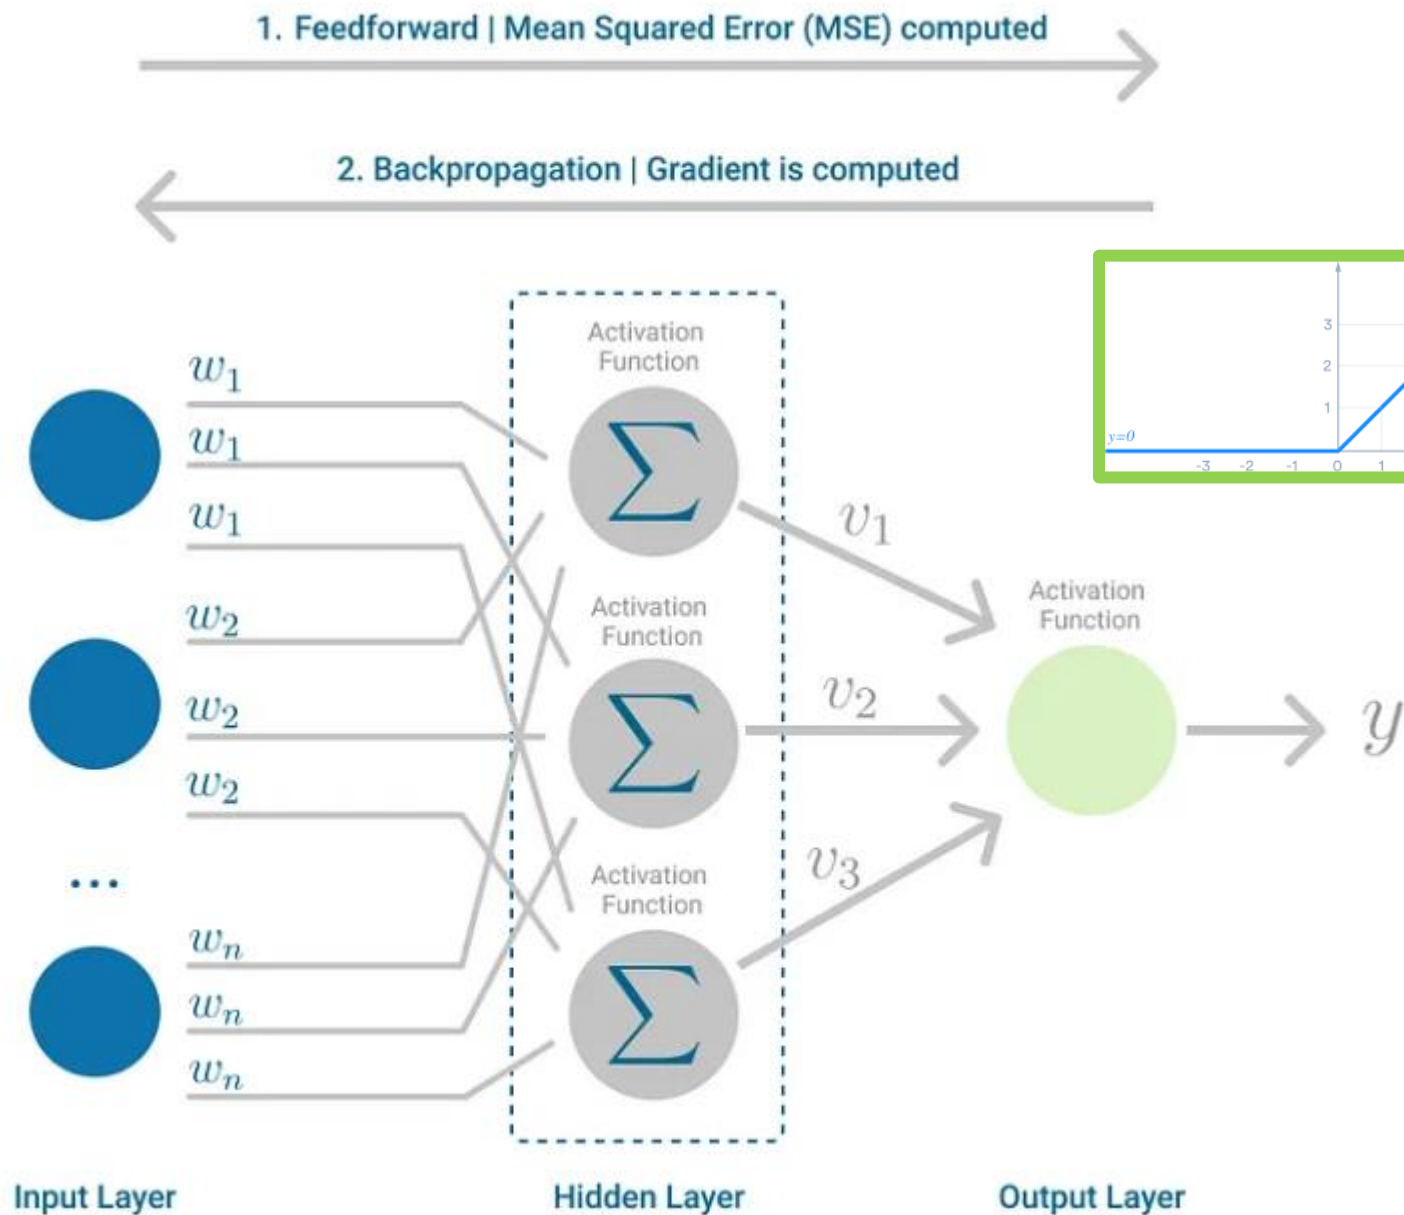 1. Feedforward | Mean Squared Error (MSE) computed
2. Backpropagation | Gradient is computed
3
2
1
y=0
-3 -2 -1 0 1
Activation
Function
w₁
Σ
w₁
w₁
v₁
Activation
Function
w₂
Activation
Function
Σ
w₂
v₂
y
w₂
...
v₃
Activation
Function
wₙ
Σ
wₙ
wₙ
Input Layer Hidden Layer Output Layer